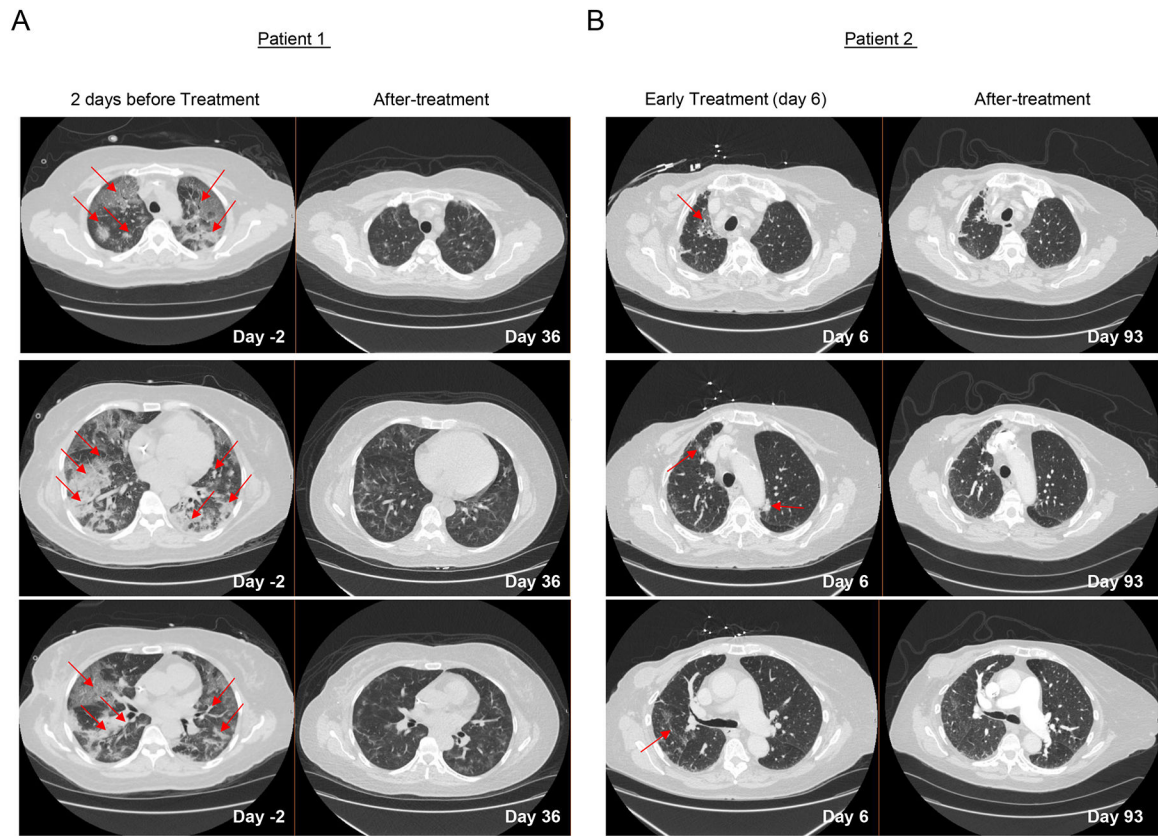 A
Patient 1
2 days before Treatment
After-treatment
Day -2
Day 36
Day -2
Day 36
Day -2
Day 36
B
Patient 2
Early Treatment (day 6)
After-treatment
Day 6
Day 93
Day 6
Day 93
Day 6
Day 93